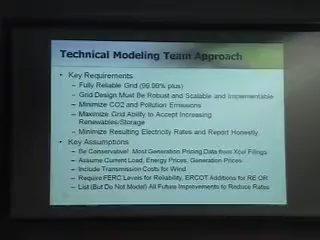 Technical Modeling Team Approach
• Key Requirements
– Fully Reliable Grid (99.99% plus)
– Grid Design Must Be Robust and Scalable and Implementable
– Minimize CO2 and Pollution Emissions
– Maximize Grid Ability to Accept Increasing
Renewables/Storage
– Minimize Resulting Electricity Rates and Report Honestly
• Key Assumptions
– Be Conservative! Most Generation Pricing Data from Xcel Filings
– Assume Current Load, Energy Prices, Generation Prices
– Include Transmission Costs for Wind
– Require FERC Levels for Reliability, ERCOT Additions for RE OR
– List (But Do Not Model) All Future Improvements to Reduce Rates